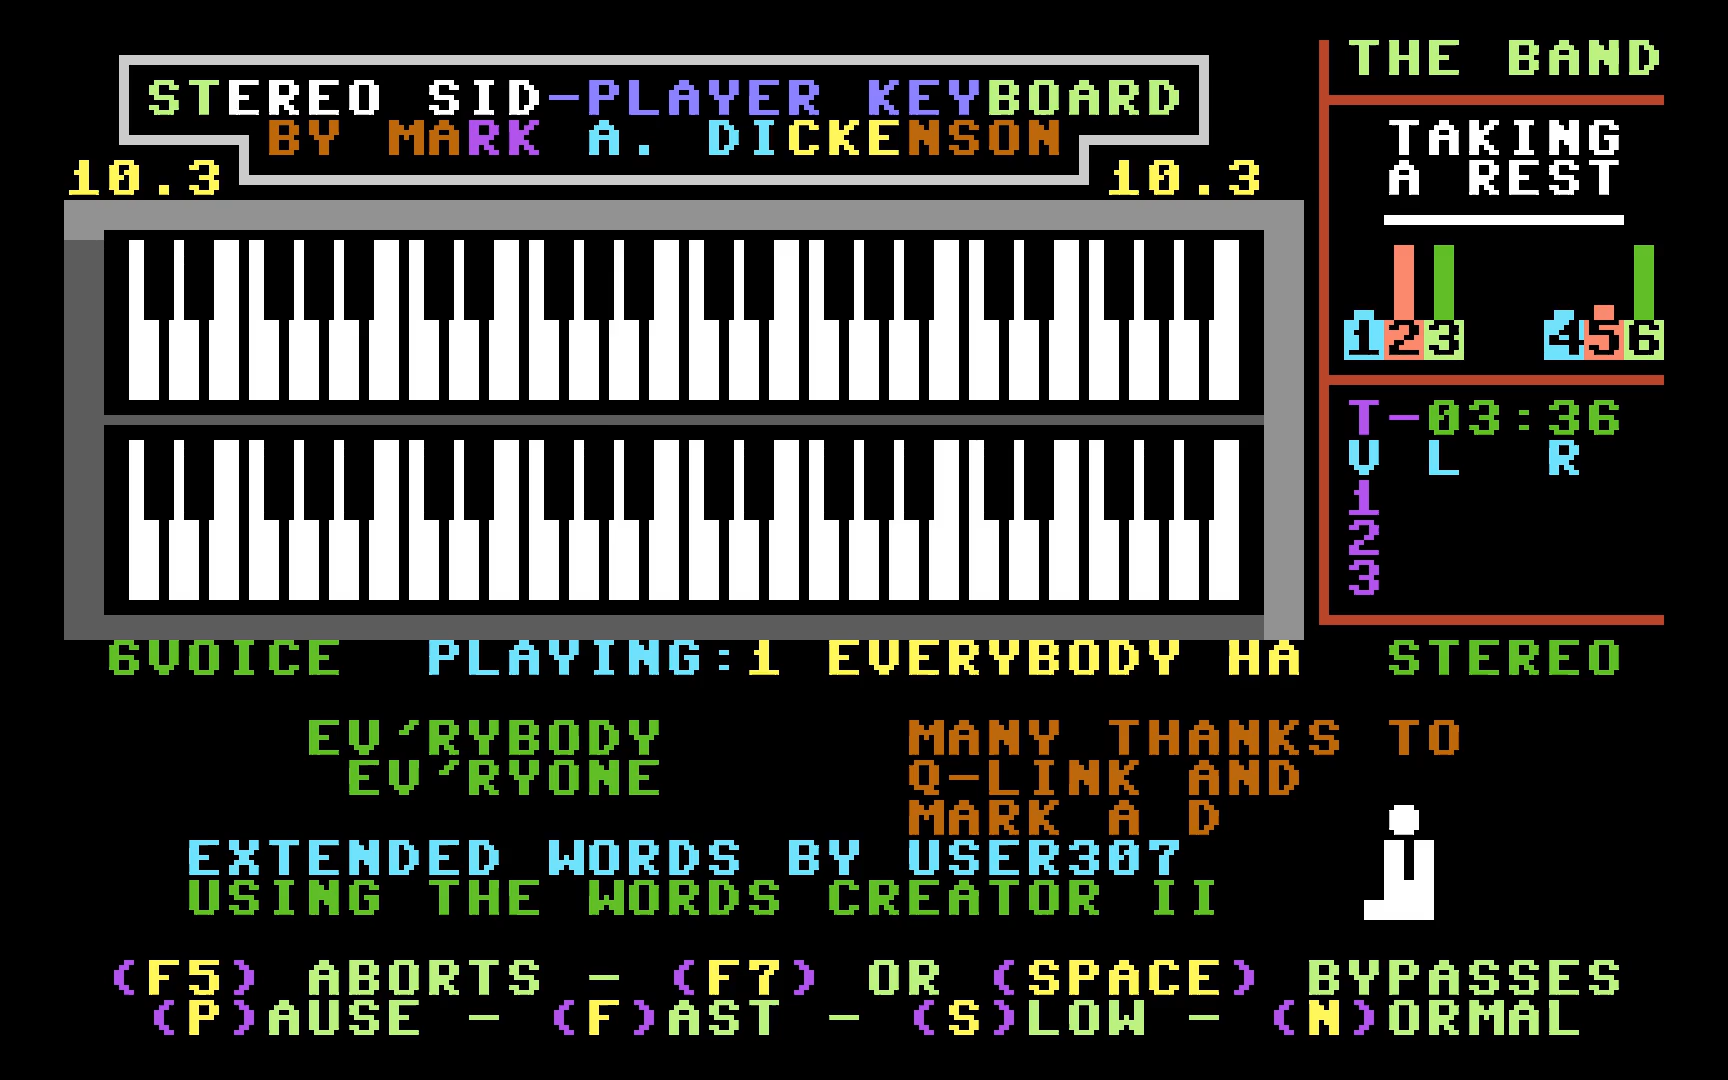 STEREO SID-PLAYER KEYBOARD
BY MARK A. DICKENSON
10.3 10.3
THE BAND
TAKING
A REST
123 456
T-03:36
V L R
1
2
3
6VOICE PLAYING:1 EVERYBODY HA STEREO
EV'RYBODY
EV'RYONE
MANY THANKS TO
Q-LINK AND
MARK A D
EXTENDED WORDS BY USER307
USING THE WORDS CREATOR II
(F5) ABORTS - (F7) OR (SPACE) BYPASSES
(P)AUSE - (F)AST - (S)LOW - (N)ORMAL